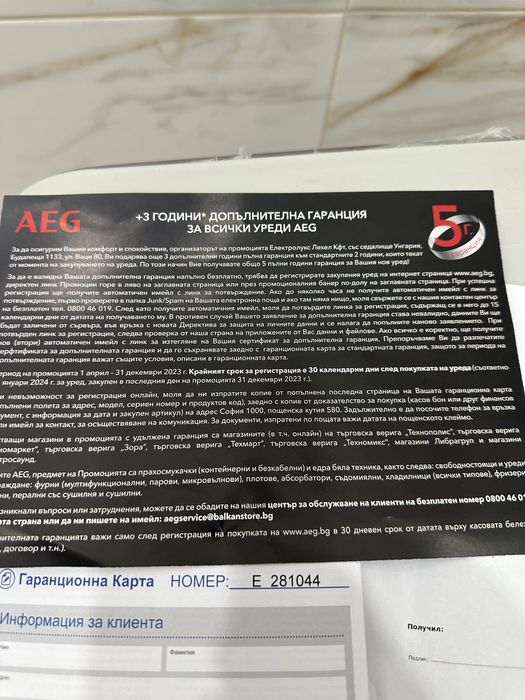 AEG
+3 ГОДИНИ* ДОПЪЛНИТЕЛНА ГАРАНЦИЯ
ЗА ВСИЧКИ УРЕДИ AEG
5 г.
гаранция
За да осигурим Вашия комфорт и спокойствие, организаторът на промоцията Електролукс Лехел Кфт, със седалище Унгария,
Будапеща 1133, ул. Ваци 80, Ви подарява още 3 допълнителни години пълна гаранция към стандартните 2 години, които текат
от момента на закупуването на уреда. По този начин Вие получавате общо 5 пълни години гаранция за Вашия нов уред!
За да е валидна Вашата допълнителна гаранция напълно безплатно, трябва да регистрирате закупения уред на интернет страница www.aeg.bg,
директен линк Промоции горе в ляво на заглавната страница или през промоционалния банер по-долу на заглавната страница. При успешна
регистрация ще получите автоматичен имейл с линк за потвърждение. Ако до няколко часа не получите автоматичен имейл с линк за
потвърждение, първо проверете в папка Junk/Spam на Вашата електронна поща и ако там няма нищо, моля свържете се с нашия контактен център
на безплатен тел. 0800 46 019. След като получите автоматичния имейл, моля да потвърдите линка за регистрация, съдържащ се в него до 15
календарни дни от датата на получаването му. В противен случай Вашето заявление за допълнителна гаранция става невалидно, данните Ви ще
бъдат заличени от сървъра, във връзка с новата Директива за защита на личните данни и се налага да попълните наново заявлението. При
потвърден линк за регистрация, следва проверка от наша страна на приложените от Вас данни и файлове. Ако всичко е коректно, ще получите
нов (втори) автоматичен имейл с линк за изтегляне на Вашия сертификат за допълнителна гаранция. Препоръчваме Ви да разпечатите
сертификата за допълнителната гаранция и да го съхранявате заедно с гаранционната карта за стандартната гаранция, защото за периода на
допълнителната гаранция важат същите условия, описани в гаранционната карта.
период на промоцията 1 април - 31 декември 2023 г. Крайният срок за регистрация е 30 календарни дни след покупката на уреда (съответно
януари 2024 г. за уред, закупен в последния ден на промоцията 31 декември 2023 г.).
и невъзможност за регистрация онлайн, моля да ни изпратите копие от попълнена последна страница на Вашата гаранционна карта
пълнени полета за адрес, модел, сериен номер и продуктов код), заедно с копие от доказателство за покупка (касов бон или друг финансов
умент, с информация за дата и закупен артикул) на адрес София 1000, пощенска кутия 580. Задължително е да посочите телефон за връзка
ли имейл за контакт, за осъществяване на комуникация. За документи, изпратени по пощата важи датата на пощенското клеймо.
стващи магазини в промоцията с удължена гаранция са магазините (в т.ч. онлайн) на търговска верига „Технополис", търговска верига
номаркет", търговска верига „Зора", търговска верига „Техмарт", търговска верига „Техномикс", магазини Либрагруп и магазини
тросаунд.
ите AEG, предмет на Промоцията са прахосмукачки (контейнерни и безкабелни) и едра бяла техника, както следва: свободностоящи и уреди
раждане: фурни (мултифункционални, парови, микровълнови), плотове, абсорбатори, съдомиялни, хладилници (всички типове), фризери
ни, перални със сушилня и сушилни.
зникнали въпроси или затруднения, можете да се обадите на нашия център за обслужване на клиенти на безплатен номер 0800 46 01
ата страна или да ни пишете на имейл: aegservice@balkanstore.bg
лнителната гаранция важи само след регистрация на покупката на www.aeg.bg в 30 дневен срок от датата върху касовата бележ
, договор и т.н.).
Гаранционна Карта НОМЕР: E 281044
Информация за клиента
Име
Фамилия
Адрес
Получил:
Подпис: